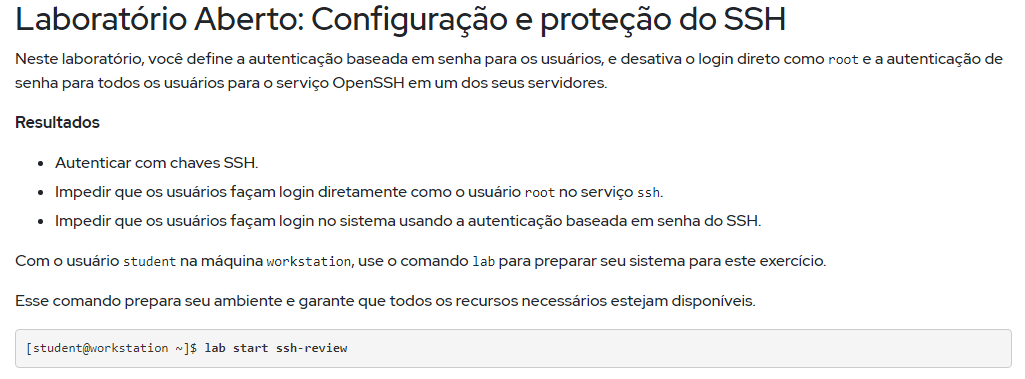 Laboratório Aberto: Configuração e proteção do SSH
Neste laboratório, você define a autenticação baseada em senha para os usuários, e desativa o login direto como root e a autenticação de
senha para todos os usuários para o serviço OpenSSH em um dos seus servidores.
Resultados
• Autenticar com chaves SSH.
• Impedir que os usuários façam login diretamente como o usuário root no serviço ssh.
• Impedir que os usuários façam login no sistema usando a autenticação baseada em senha do SSH.
Com o usuário student na máquina workstation, use o comando lab para preparar seu sistema para este exercício.
Esse comando prepara seu ambiente e garante que todos os recursos necessários estejam disponíveis.
[student@workstation ~]$ lab start ssh-review